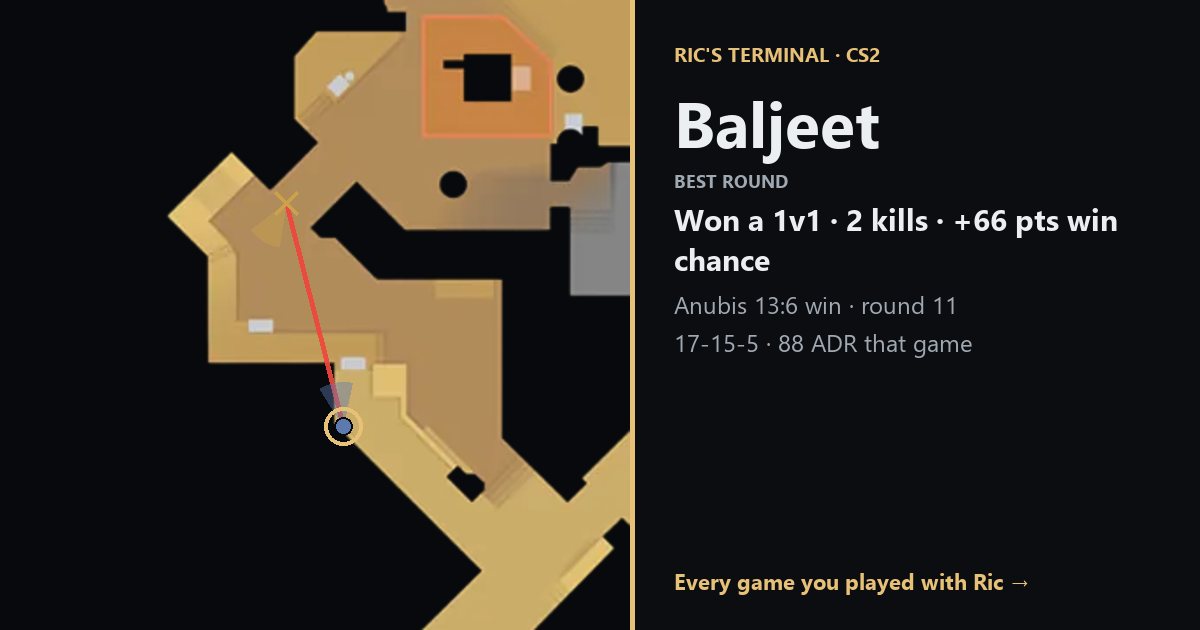 RIC'S TERMINAL · CS2
Baljeet
BEST ROUND
Won a 1v1 · 2 kills · +66 pts win
chance
Anubis 13:6 win · round 11
17-15-5 · 88 ADR that game
Every game you played with Ric →